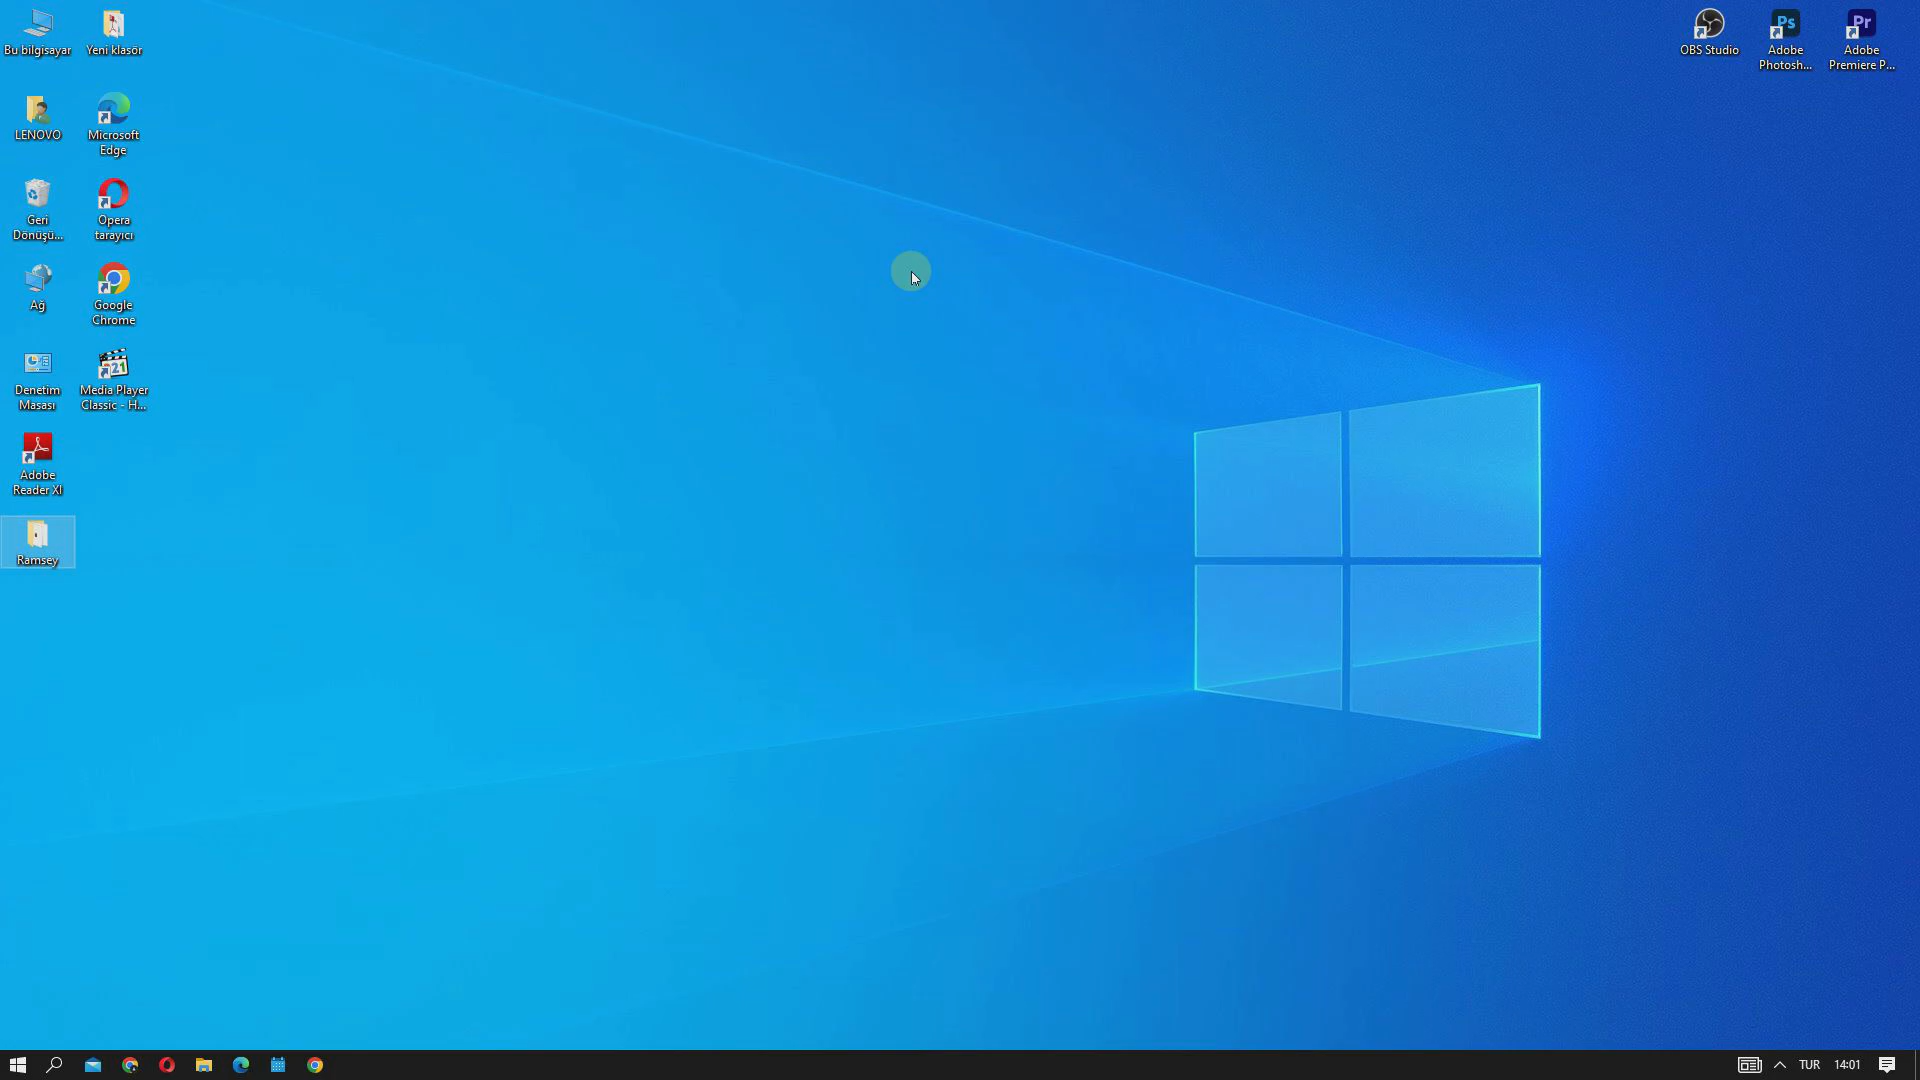 Bu bilgisayar
Yeni klasör
LENOVO
Microsoft
Edge
Geri
Dönüşü...
Opera
tarayıcı
Ağ
Google
Chrome
Denetim
Masası
Media Player
Classic - H...
21
Adobe
Reader XI
Ramsey
OBS Studio
Ps
Adobe
Photosh...
Pr
Adobe
Premiere P...
TUR
14:01